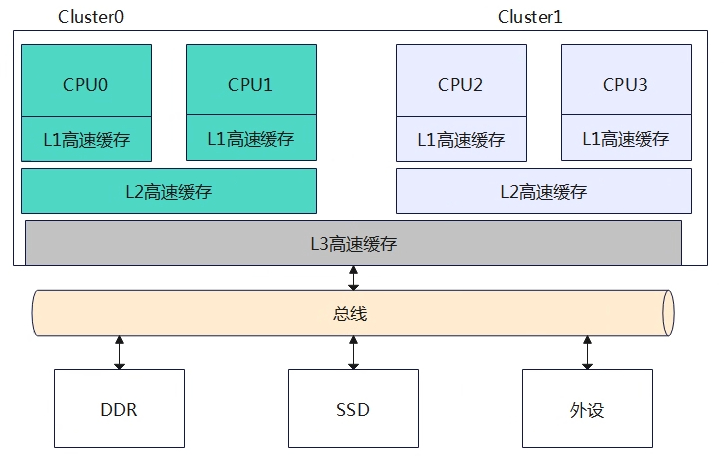 Cluster0
Cluster1
CPU0
CPU1
CPU2
CPU3
L1高速缓存
L1高速缓存
L1高速缓存
L1高速缓存
L2高速缓存
L2高速缓存
L3高速缓存
总线
DDR
SSD
外设